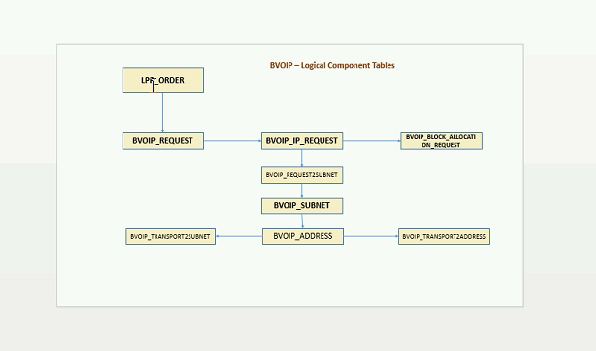 BVOIP – Logical Component Tables
LPP_ORDER
BVOIP_REQUEST
BVOIP_IP_REQUEST
BVOIP_BLOCK_ALLOCATI
ON_REQUEST
BVOIP_REQUEST2SUBNET
BVOIP_SUBNET
BVOIP_TRANSPORT2SUBNET
BVOIP_ADDRESS
BVOIP_TRANSPORT2ADDRESS